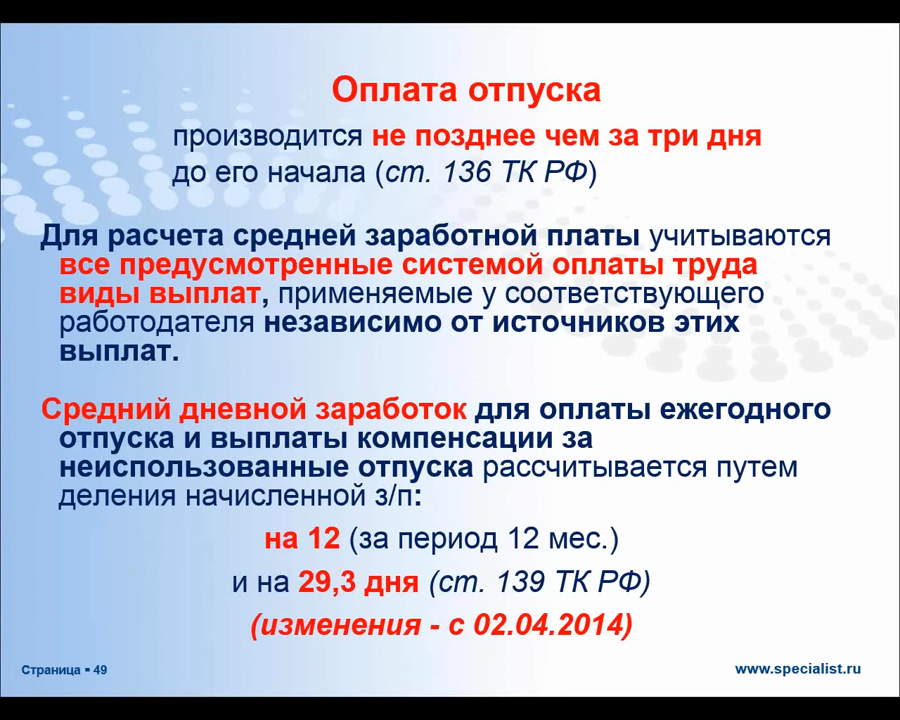 Оплата отпуска
производится не позднее чем за три дня
до его начала (ст. 136 ТК РФ)
Для расчета средней заработной платы учитываются
все предусмотренные системой оплаты труда
виды выплат, применяемые у соответствующего
работодателя независимо от источников этих
выплат.
Средний дневной заработок для оплаты ежегодного
отпуска и выплаты компенсации за
неиспользованные отпуска рассчитывается путем
деления начисленной з/п:
на 12 (за период 12 мес.)
и на 29,3 дня (ст. 139 ТК РФ)
(изменения - с 02.04.2014)
Страница ▪ 49
www.specialist.ru